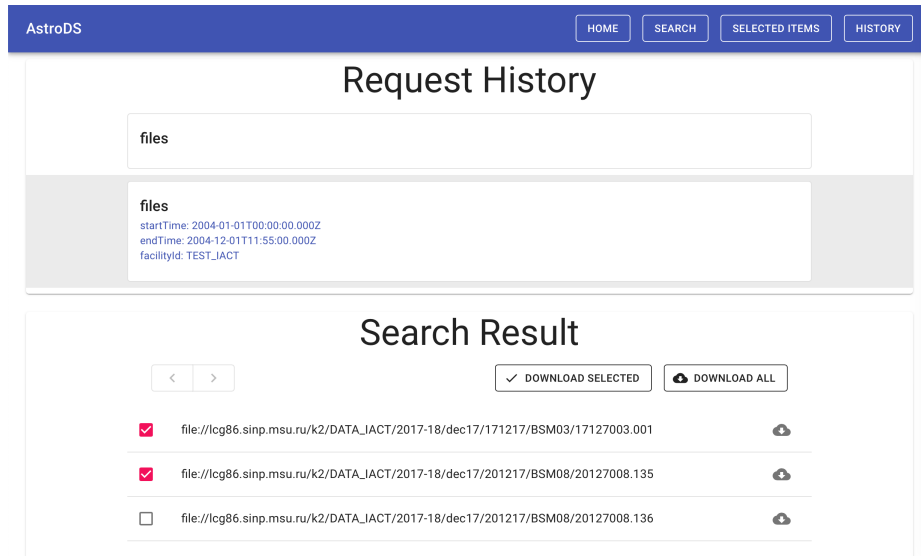 AstroDS
HOME
SEARCH
SELECTED ITEMS
HISTORY
Request History
files
files
startTime: 2004-01-01T00:00:00.000Z
endTime: 2004-12-01T11:55:00.000Z
facilityId: TEST_IACT
Search Result
DOWNLOAD SELECTED
DOWNLOAD ALL
file://lcg86.sinp.msu.ru/k2/DATA_IACT/2017-18/dec17/171217/BSM03/17127003.001
file://lcg86.sinp.msu.ru/k2/DATA_IACT/2017-18/dec17/201217/BSM08/20127008.135
file://lcg86.sinp.msu.ru/k2/DATA_IACT/2017-18/dec17/201217/BSM08/20127008.136